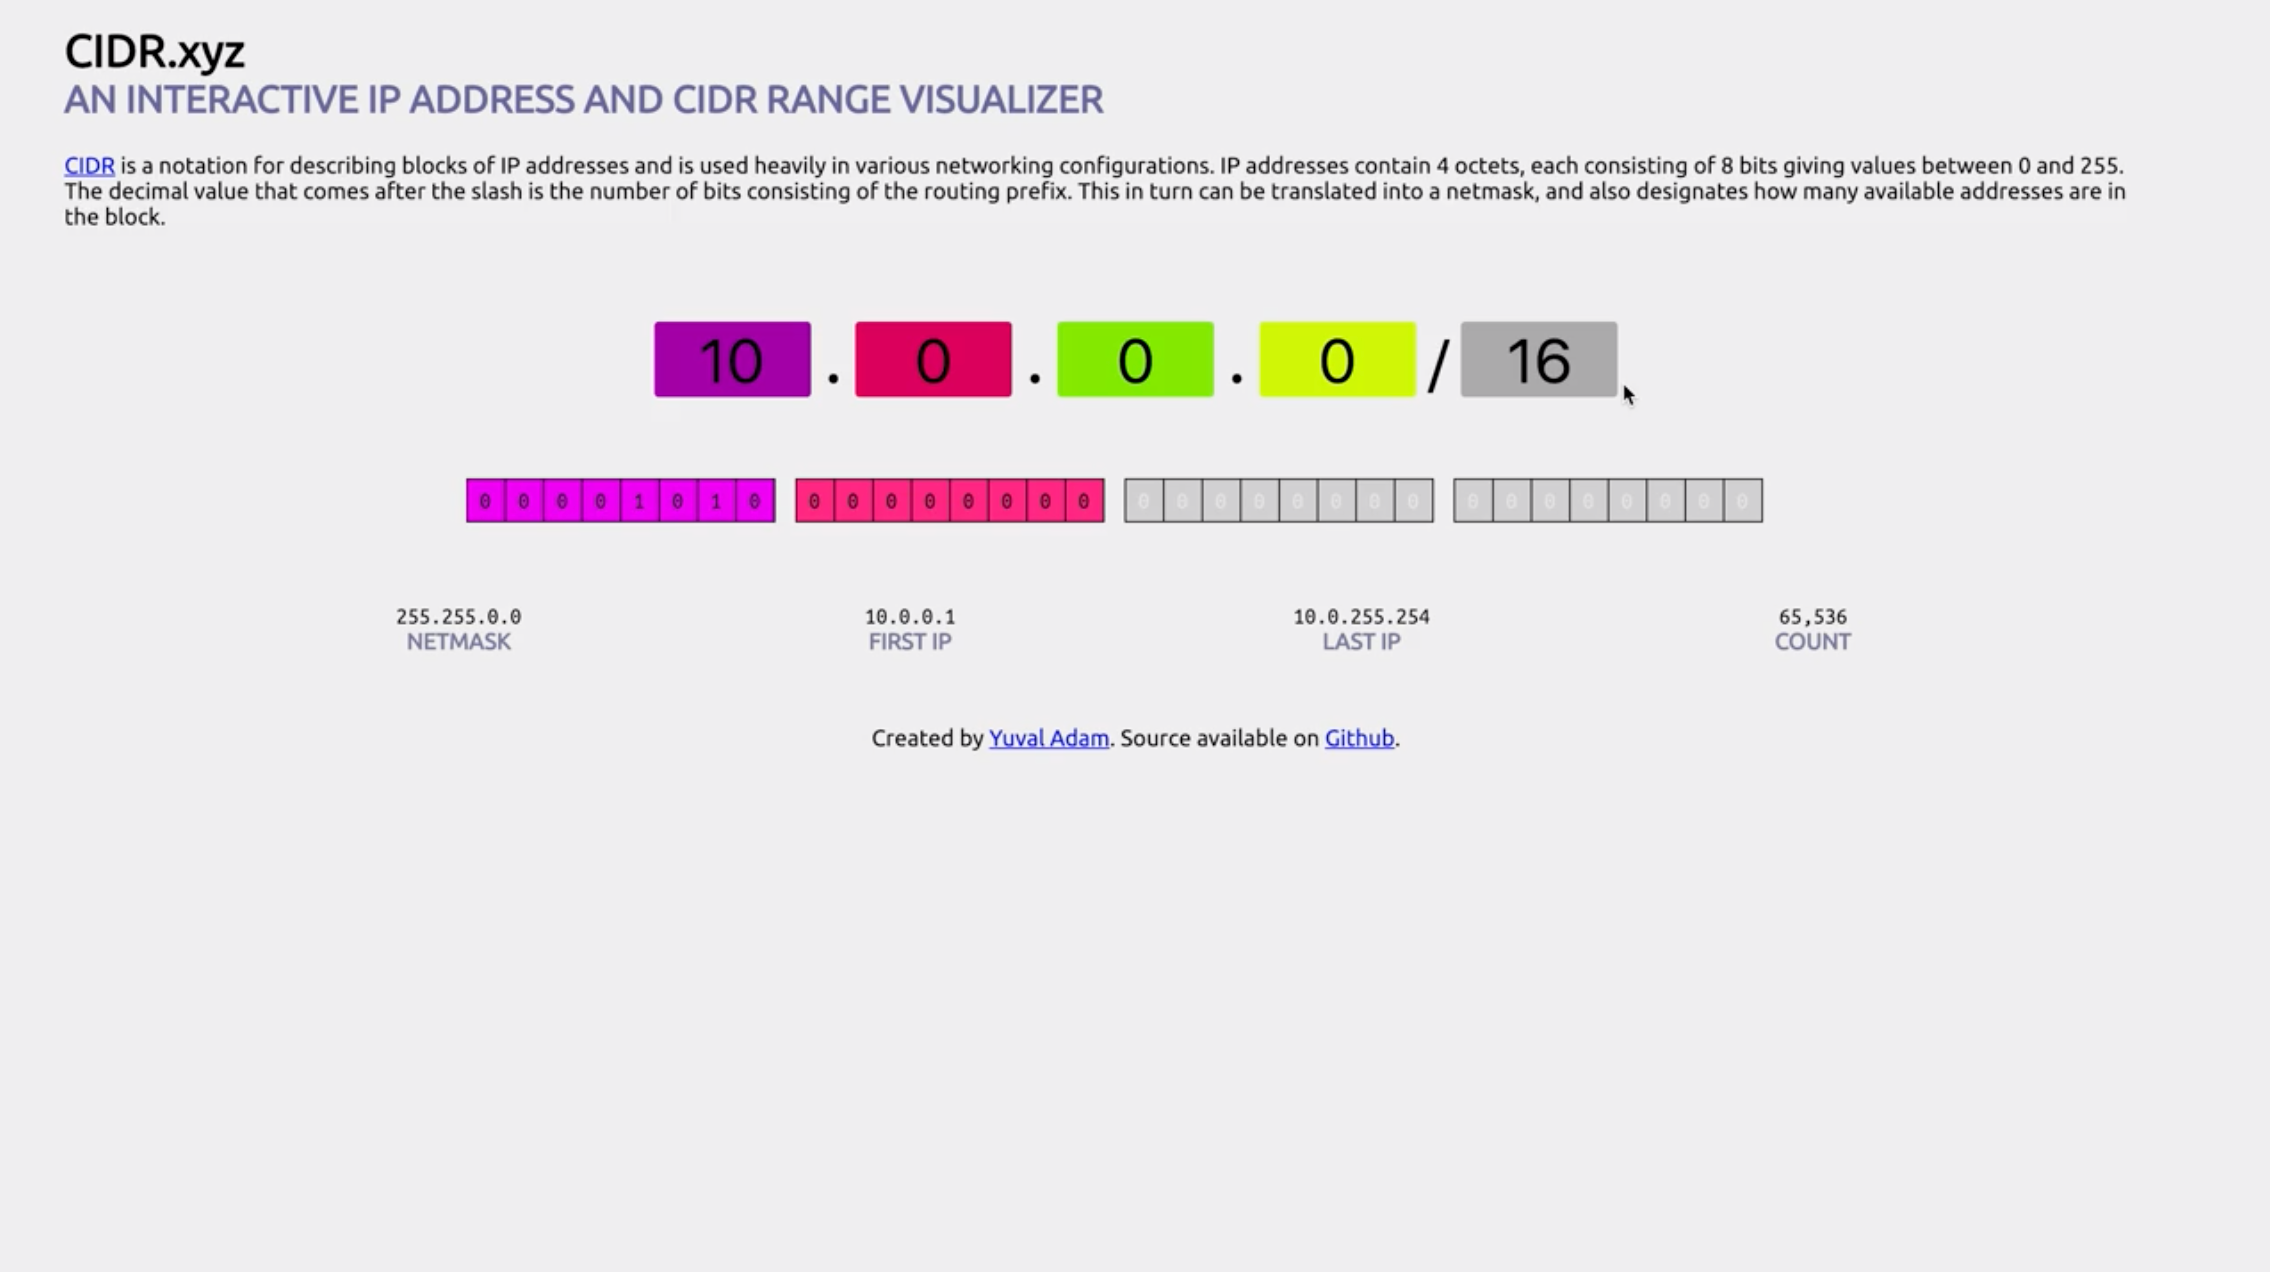 CIDR.xyz
AN INTERACTIVE IP ADDRESS AND CIDR RANGE VISUALIZER
CIDR is a notation for describing blocks of IP addresses and is used heavily in various networking configurations. IP addresses contain 4 octets, each consisting of 8 bits giving values between 0 and 255.
The decimal value that comes after the slash is the number of bits consisting of the routing prefix. This in turn can be translated into a netmask, and also designates how many available addresses are in
the block.
10 . 0 . 0 . 0 / 16
0 0 0 0 1 0 1 0 0 0 0 0 0 0 0 0 0 0 0 0 0 0 0 0 0 0 0 0 0 0 0 0
255.255.0.0 10.0.0.1 10.0.255.254 65,536
NETMASK FIRST IP LAST IP COUNT
Created by Yuval Adam. Source available on Github.